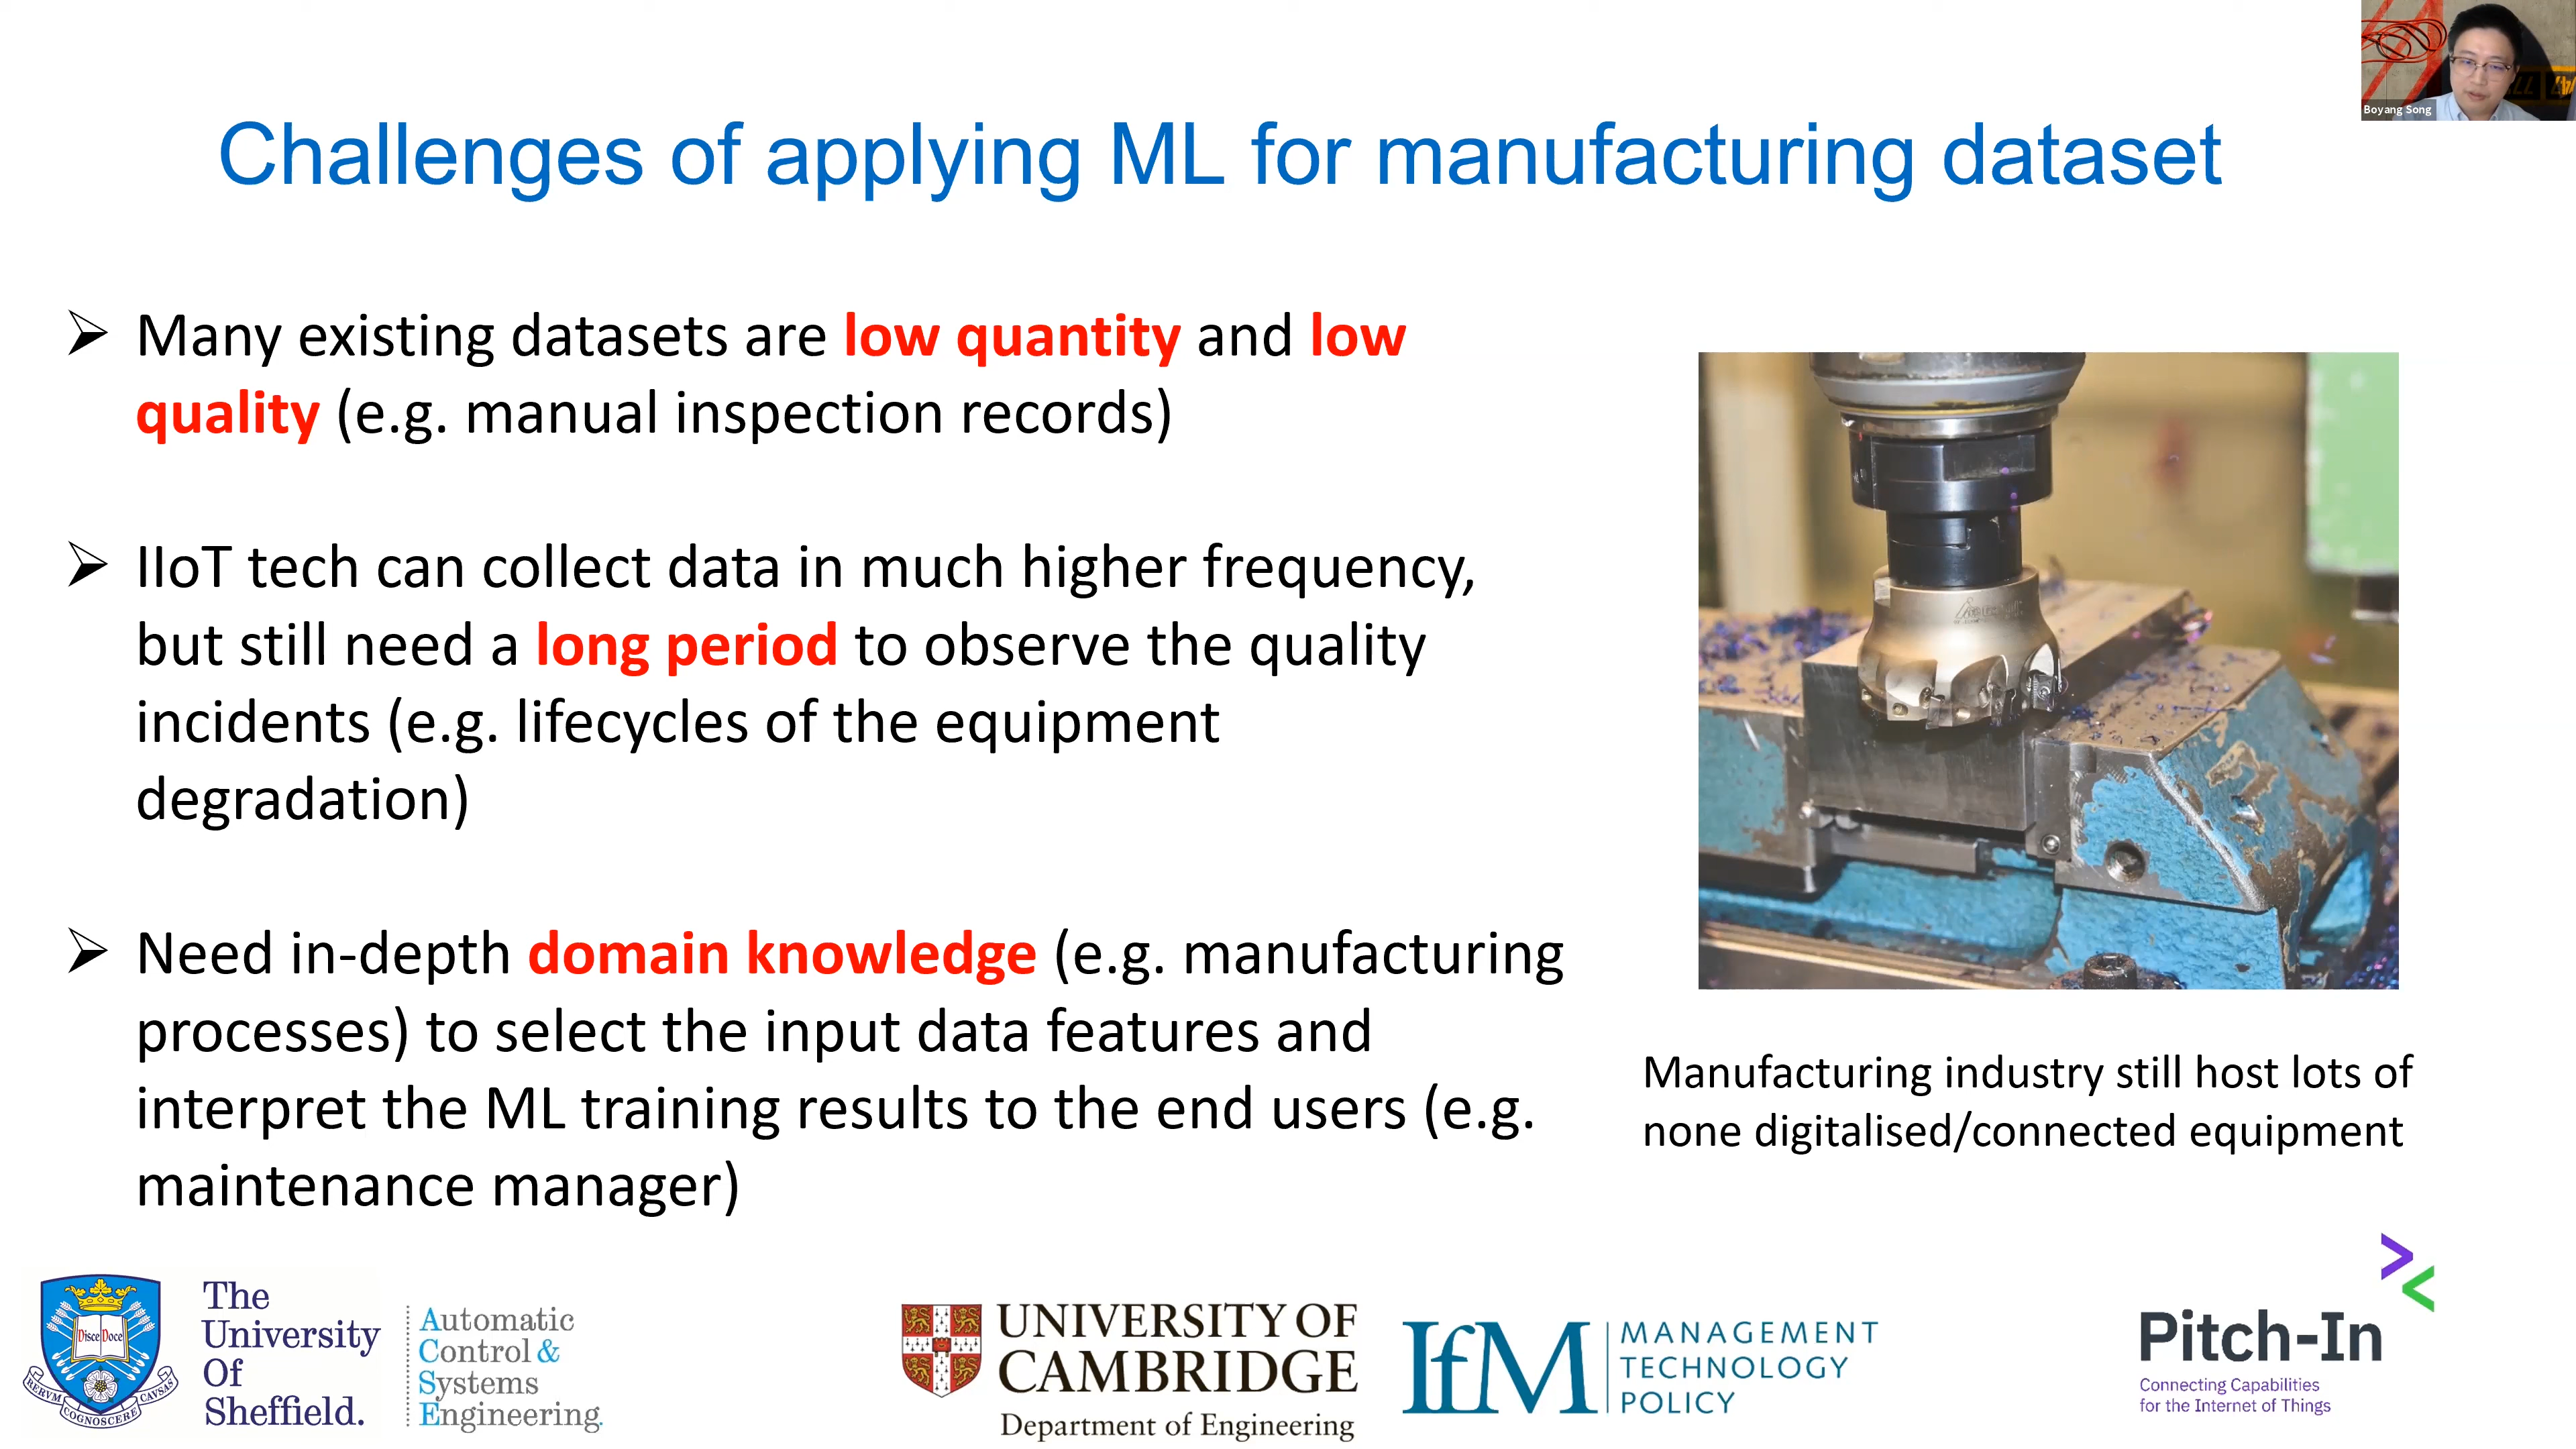 Boyang Song
Challenges of applying ML for manufacturing dataset
Many existing datasets are low quantity and low
quality (e.g. manual inspection records)
IIoT tech can collect data in much higher frequency,
but still need a long period to observe the quality
incidents (e.g. lifecycles of the equipment
degradation)
Need in-depth domain knowledge (e.g. manufacturing
processes) to select the input data features and
interpret the ML training results to the end users (e.g.
maintenance manager)
Manufacturing industry still host lots of
none digitalised/connected equipment
Disce Doce
RERVM COGNOSCERE CAVSAS
The
University
Of
Sheffield.
Automatic
Control &
Systems
Engineering.
UNIVERSITY OF
CAMBRIDGE
Department of Engineering
IfM
MANAGEMENT
TECHNOLOGY
POLICY
Pitch-In
Connecting Capabilities
for the Internet of Things